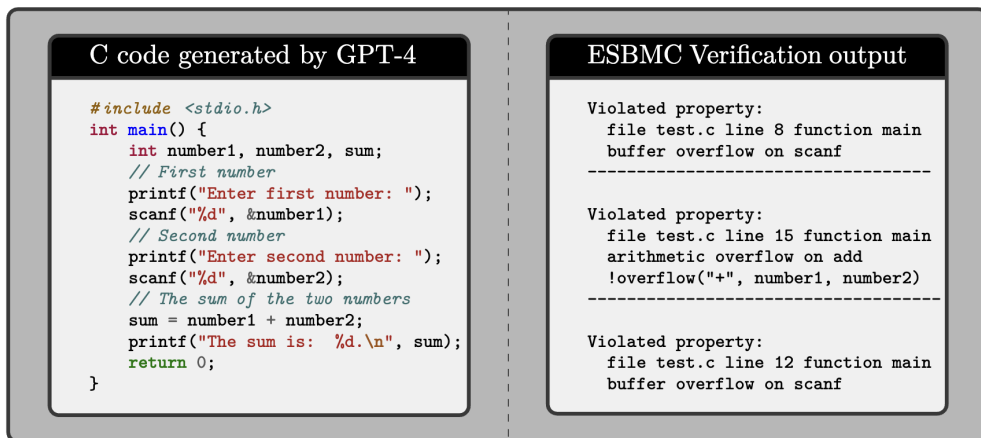 C code generated by GPT-4
#include <stdio.h>
int main() {
    int number1, number2, sum;
    // First number
    printf("Enter first number: ");
    scanf("%d", &number1);
    // Second number
    printf("Enter second number: ");
    scanf("%d", &number2);
    // The sum of the two numbers
    sum = number1 + number2;
    printf("The sum is:  %d.\n", sum);
    return 0;
}
ESBMC Verification output
Violated property:
  file test.c line 8 function main
  buffer overflow on scanf
-----------------------------------
Violated property:
  file test.c line 15 function main
  arithmetic overflow on add
  !overflow("+", number1, number2)
------------------------------------
Violated property:
  file test.c line 12 function main
  buffer overflow on scanf